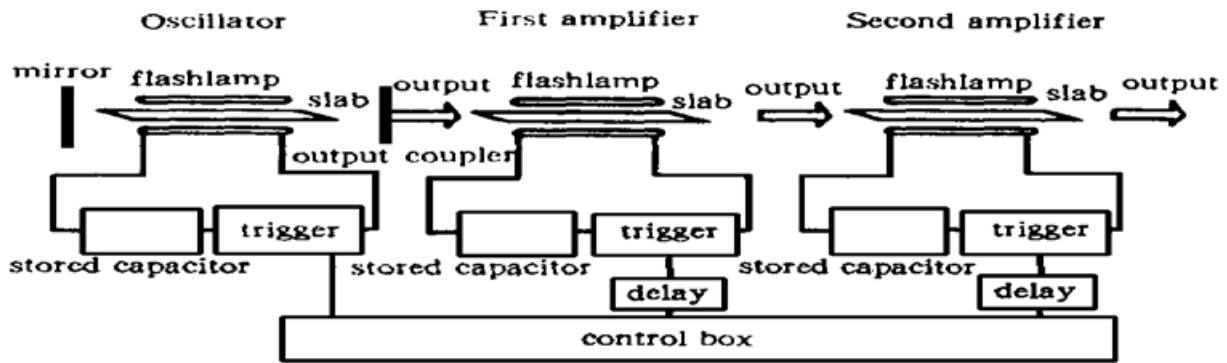 Oscillator
First amplifier
Second amplifier
mirror
flashlamp
slab
output
flashlamp
slab
output
flashlamp
slab
output
output coupler
trigger
trigger
trigger
stored capacitor
stored capacitor
stored capacitor
delay
delay
control box